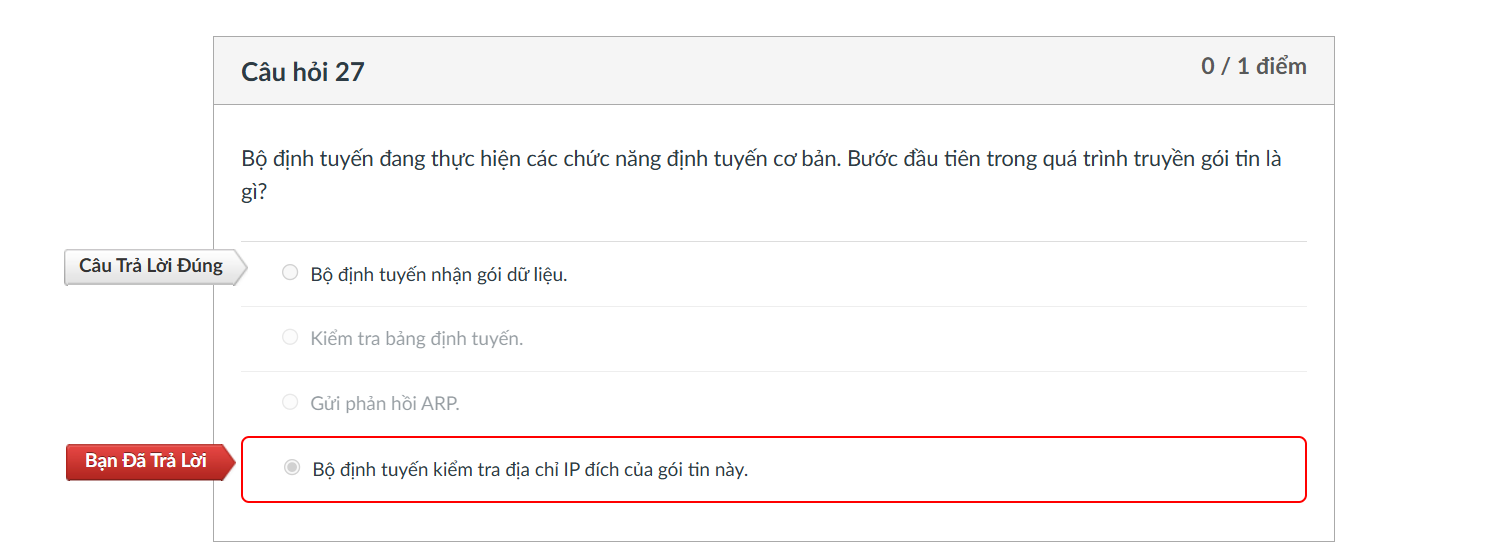 Câu hỏi 27
0 / 1 điểm
Bộ định tuyến đang thực hiện các chức năng định tuyến cơ bản. Bước đầu tiên trong quá trình truyền gói tin là
gì?
Câu Trả Lời Đúng
Bộ định tuyến nhận gói dữ liệu.
Kiểm tra bảng định tuyến.
Gửi phản hồi ARP.
Bạn Đã Trả Lời
Bộ định tuyến kiểm tra địa chỉ IP đích của gói tin này.